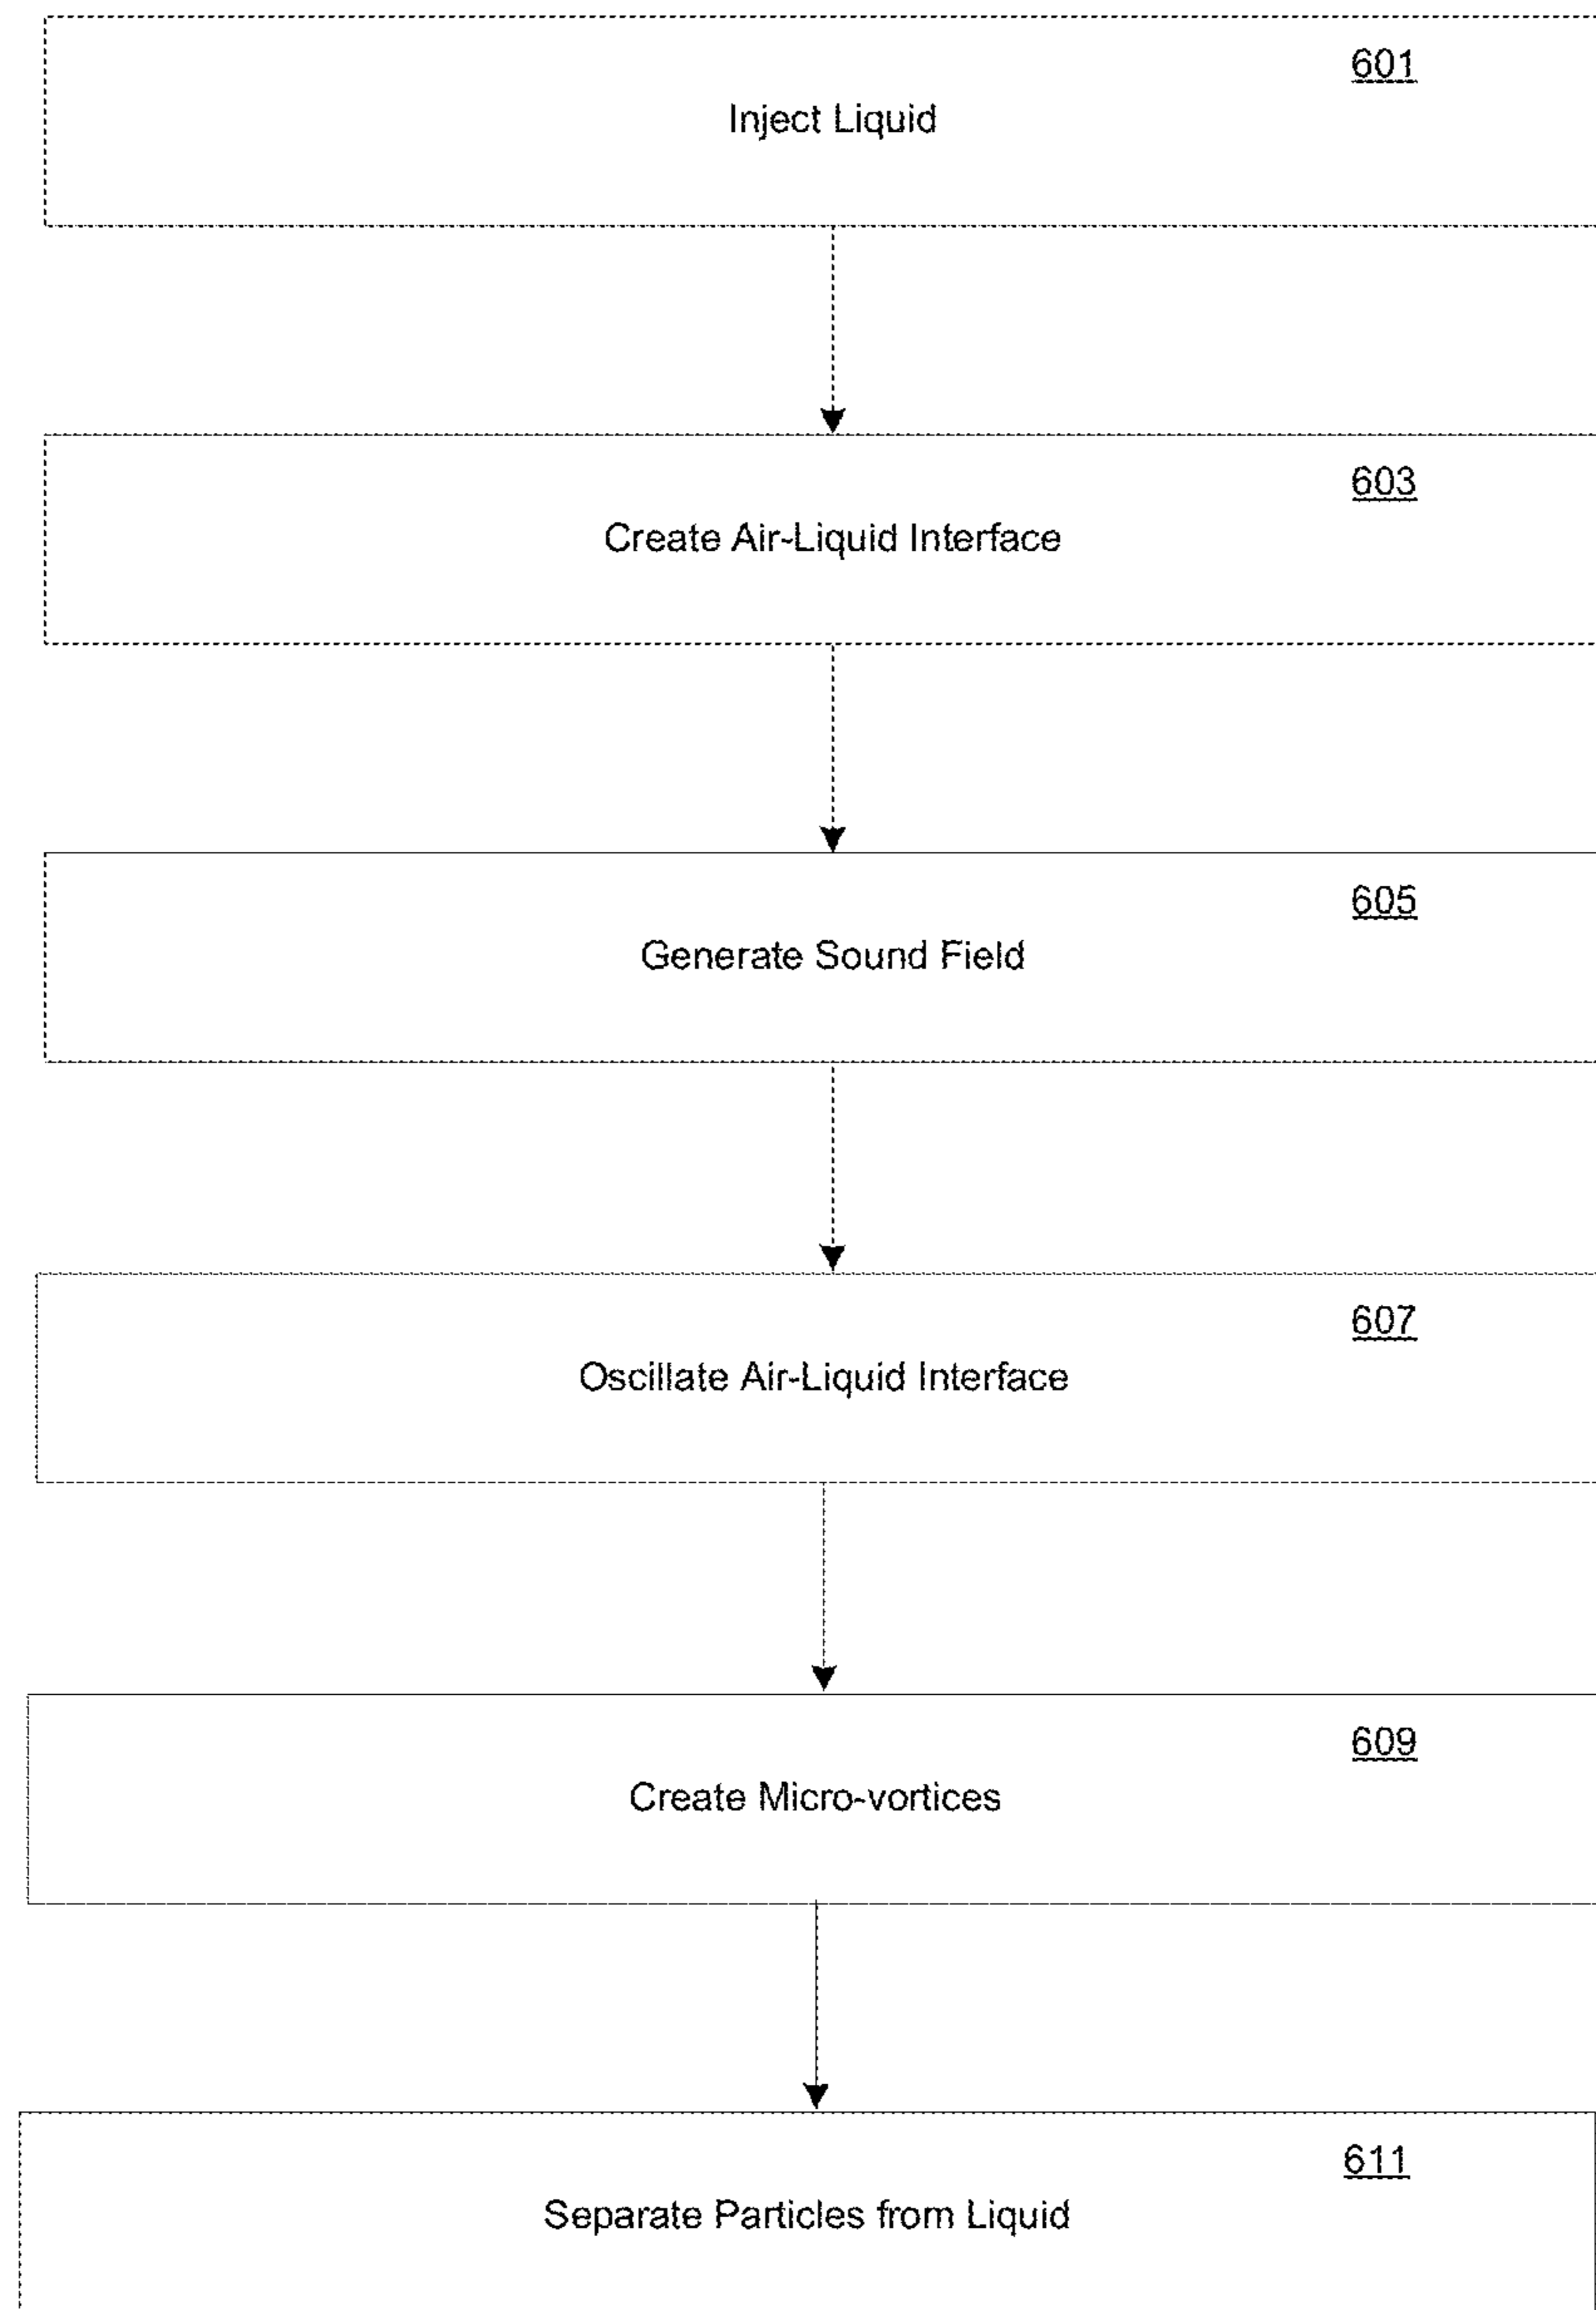 601
Inject Liquid
603
Create Air-Liquid Interface
605
Generate Sound Field
607
Oscillate Air-Liquid Interface
609
Create Micro-vortices
611
Separate Particles from Liquid